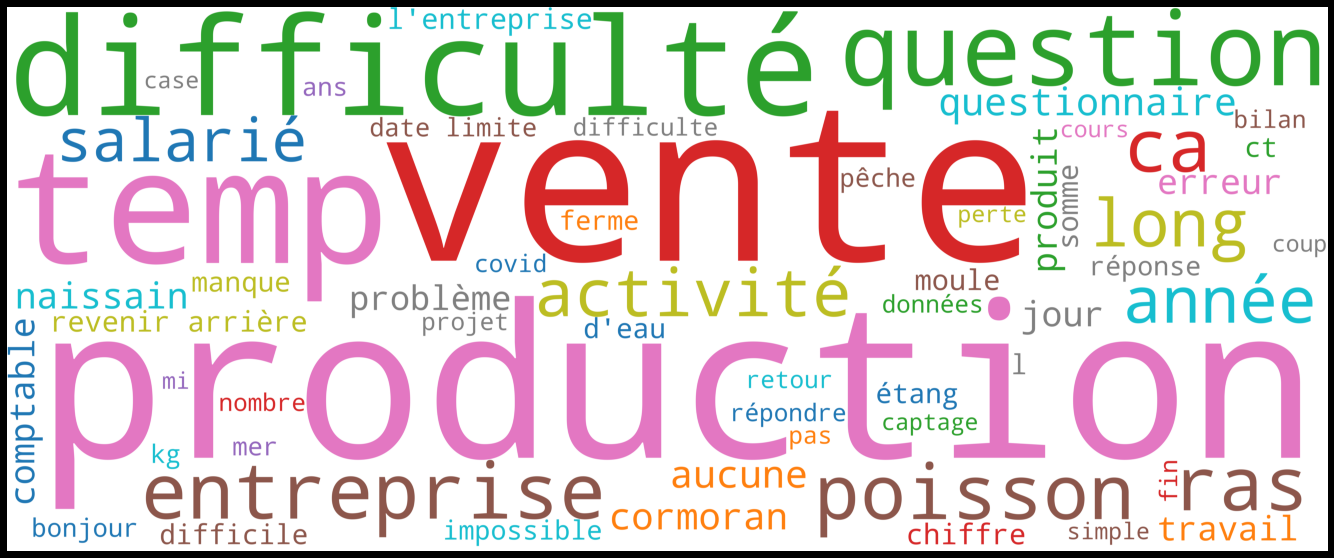 difficulté
l'entreprise
question
case
ans
questionnaire
salarié
date limite
difficulte
cours
bilan
ca
ct
temp
vente
pêche
produit
somme
erreur
ferme
perte
long
coup
covid
réponse
naissain
manque
problème
activité
moule
données
jour
année
revenir arrière
projet
d'eau
comptable
production
l
mi
nombre
retour
étang
répondre
captage
pas
kg
mer
entreprise
aucune
poisson
fin
ras
bonjour
difficile
impossible
cormoran
chiffre
simple
travail